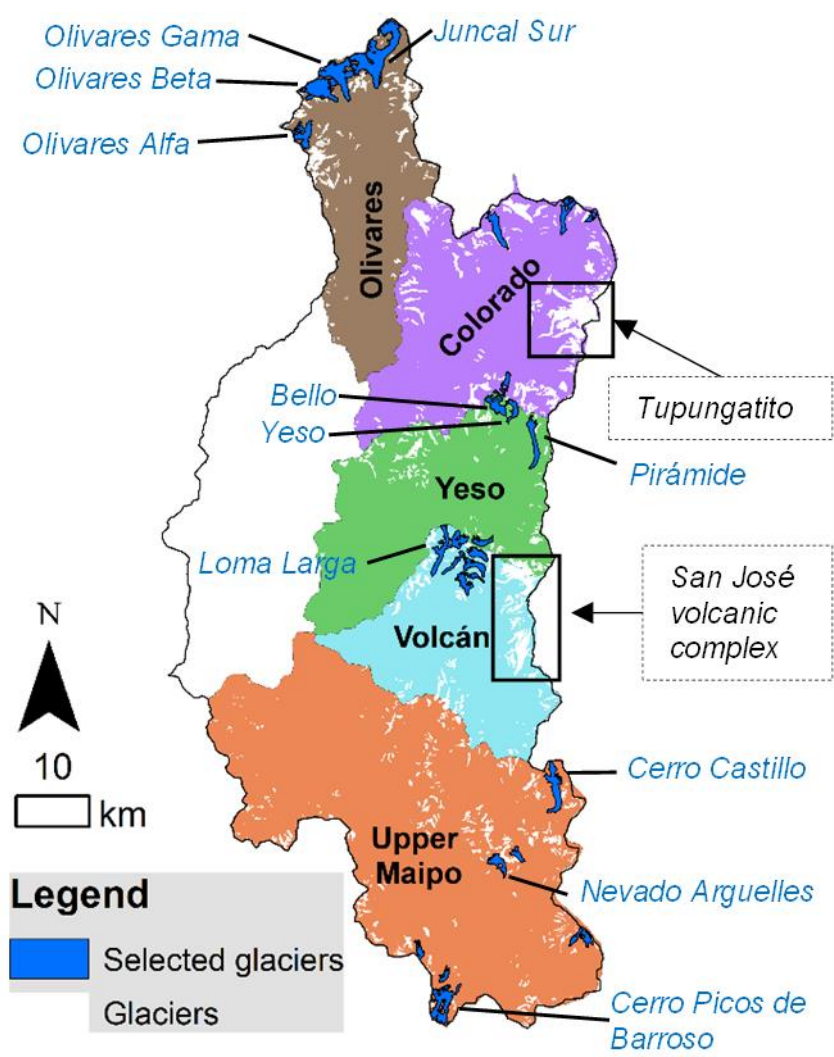 Olivares Gama
Juncal Sur
Olivares Beta
Olivares Alfa
Olivares
Colorado
Bello
Yeso
Tupungatito
Pirámide
Yeso
Loma Larga
San José
volcanic
complex
Volcán
N
10
km
Cerro Castillo
Upper
Maipo
Nevado Arguelles
Legend
Selected glaciers
Glaciers
Cerro Picos de
Barroso